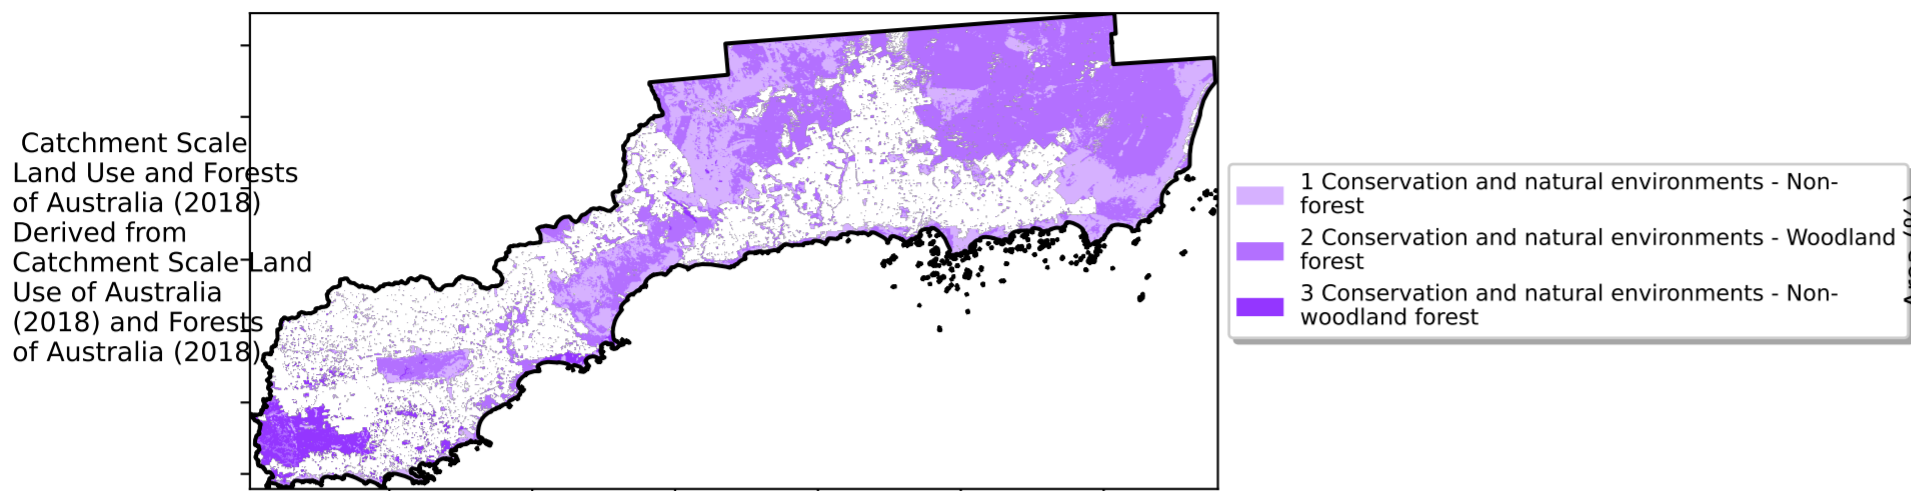 Catchment Scale
Land Use and Forests
of Australia (2018)
Derived from
Catchment Scale Land
Use of Australia
(2018) and Forests
of Australia (2018)
1 Conservation and natural environments - Non-
forest
2 Conservation and natural environments - Woodland
forest
3 Conservation and natural environments - Non-
woodland forest